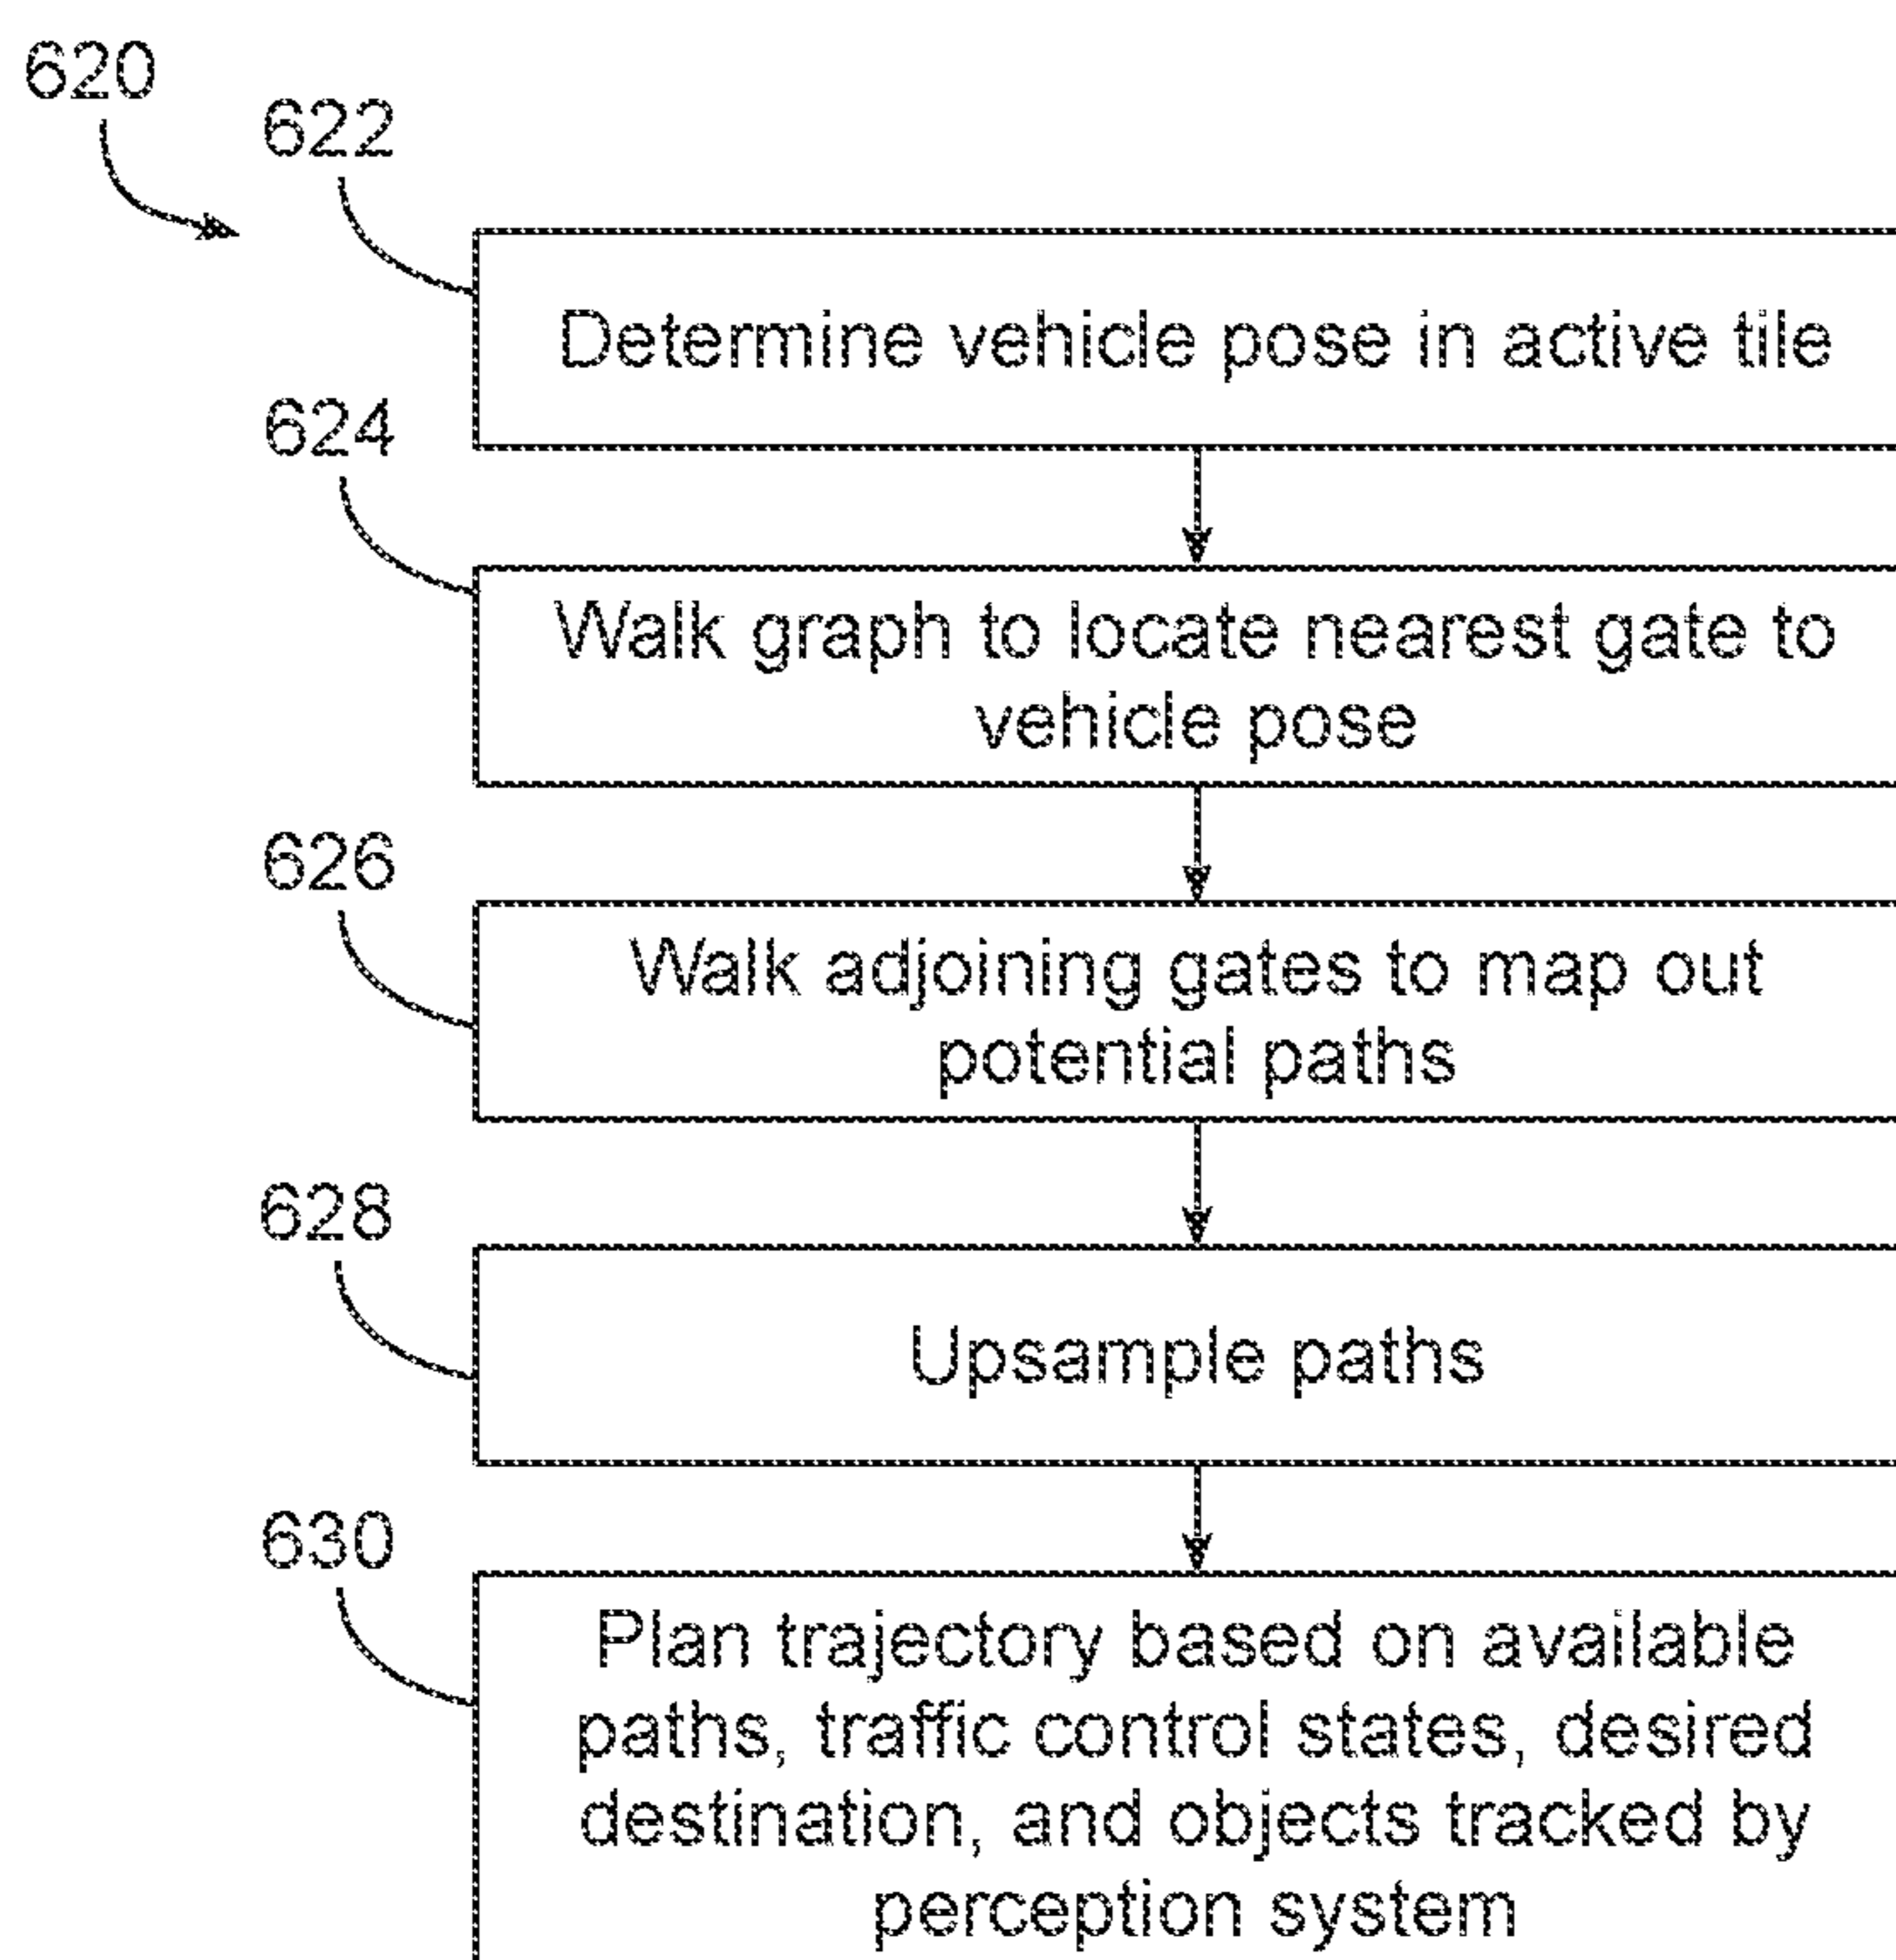 620
622
Determine vehicle pose in active tile
624
Walk graph to locate nearest gate to
vehicle pose
626
Walk adjoining gates to map out
potential paths
628
Upsample paths
630
Plan trajectory based on available
paths, traffic control states, desired
destination, and objects tracked by
perception system